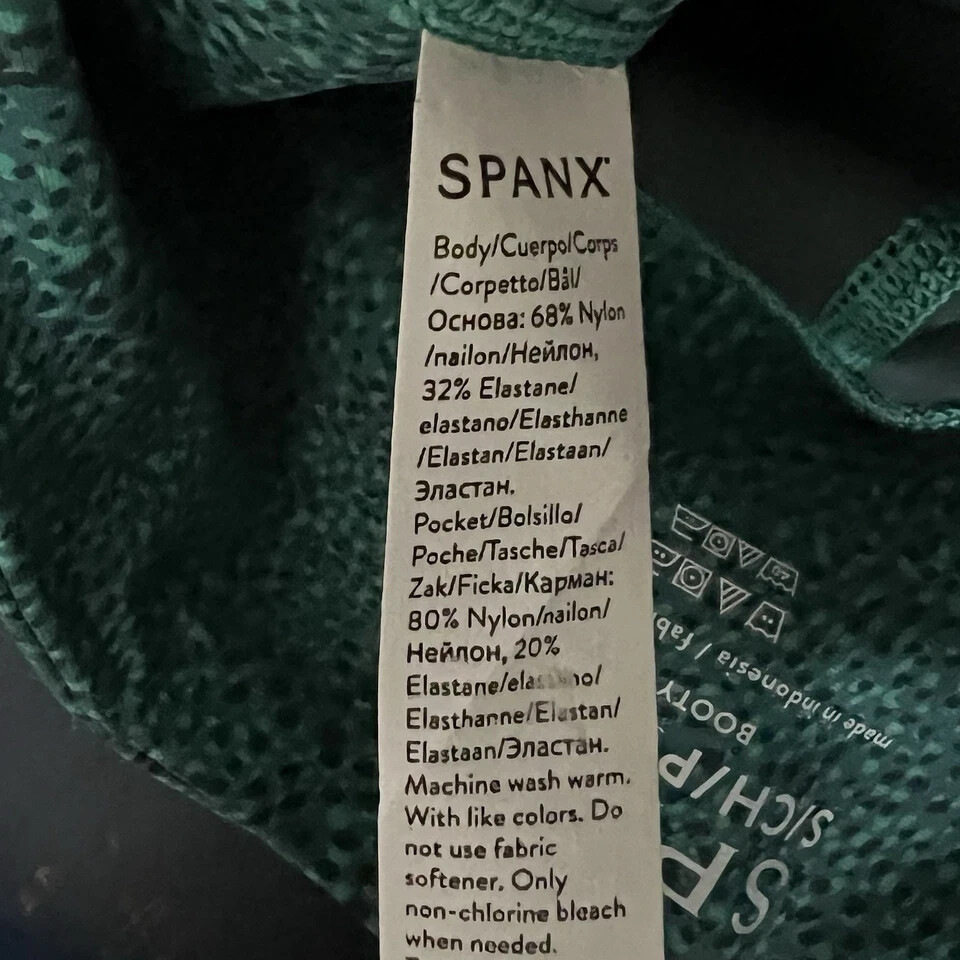 SPANX
Body/Cuerpo/Corps
/Corpetto/Bål/
Основа: 68% Nylon
/nailon/Нейлон,
32% Elastane/
elastano/Elasthanne
/Elastan/Elastaan/
Эластан.
Pocket/Bolsillo/
Poche/Tasche/Tasca/
Zak/Ficka/Карман:
80% Nylon/nailon/
Нейлон, 20%
Elastane/
Elasthanne/Elastan/
Elastaan/Эластан.
Machine wash warm.
With like colors. Do
not use fabric
softener. Only
non-chlorine bleach
when needed.
SP
S/CH/P
BOOTY
made in indonesia / fab